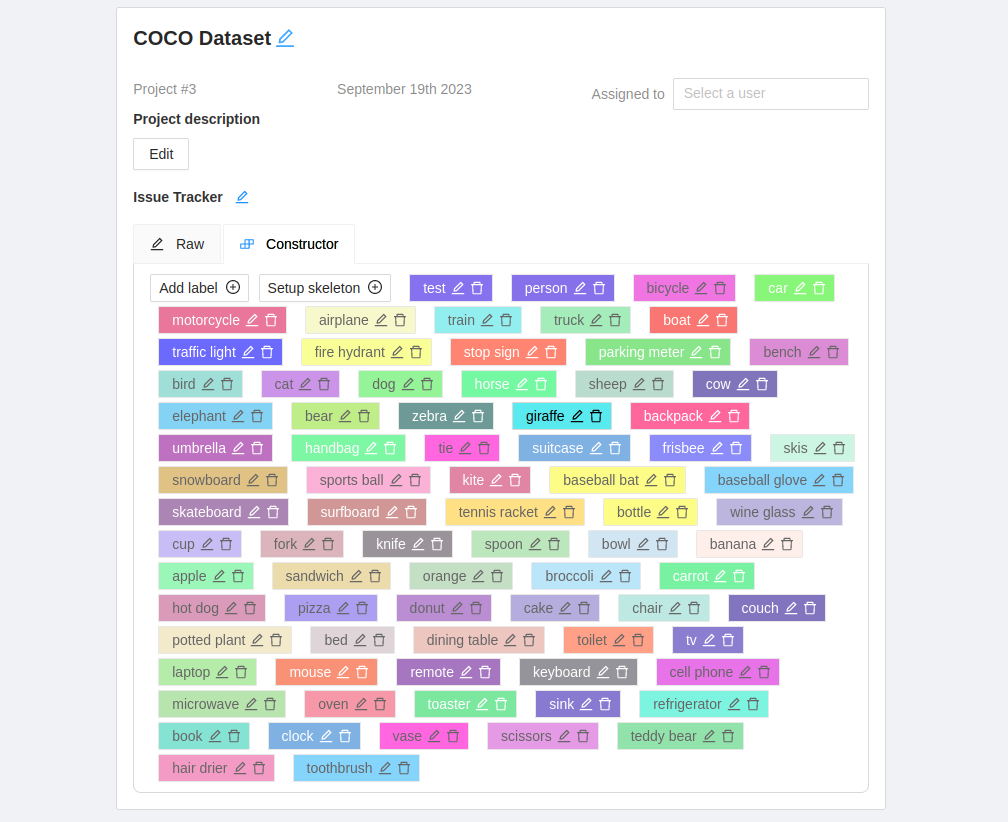 COCO Dataset
Project #3 September 19th 2023 Assigned to Select a user
Project description
Edit
Issue Tracker
Raw Constructor
Add label Setup skeleton test person bicycle car
motorcycle airplane train truck boat
traffic light fire hydrant stop sign parking meter bench
bird cat dog horse sheep cow
elephant bear zebra giraffe backpack
umbrella handbag tie suitcase frisbee skis
snowboard sports ball kite baseball bat baseball glove
skateboard surfboard tennis racket bottle wine glass
cup fork knife spoon bowl banana
apple sandwich orange broccoli carrot
hot dog pizza donut cake chair couch
potted plant bed dining table toilet tv
laptop mouse remote keyboard cell phone
microwave oven toaster sink refrigerator
book clock vase scissors teddy bear
hair drier toothbrush